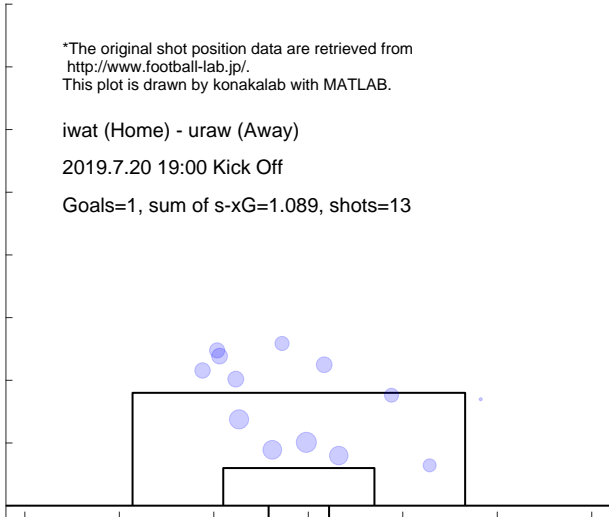 *The original shot position data are retrieved from
http://www.football-lab.jp/.
This plot is drawn by konakalab with MATLAB.
iwat (Home) - uraw (Away)
2019.7.20 19:00 Kick Off
Goals=1, sum of s-xG=1.089, shots=13